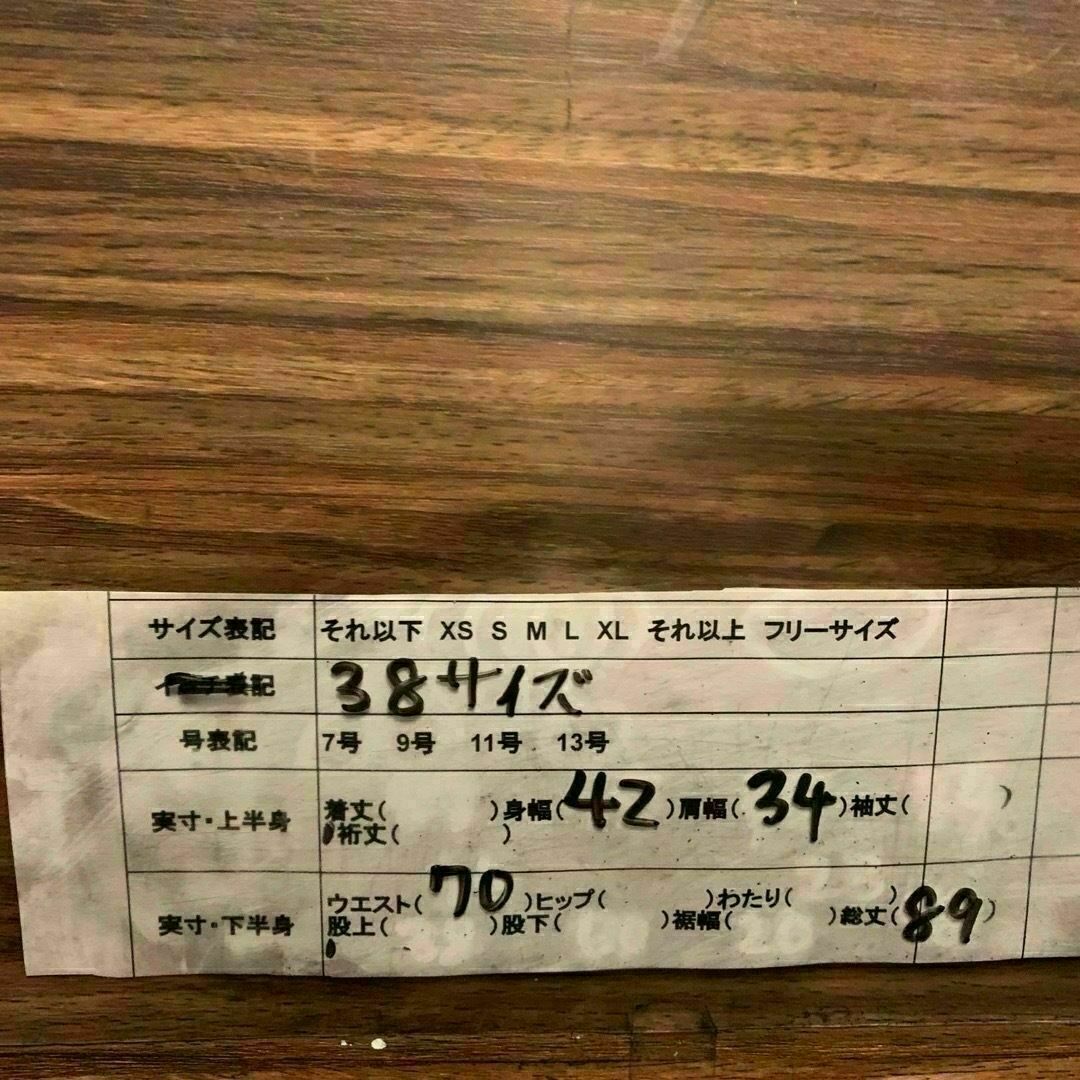 サイズ表記 それ以下 XS S M L XL それ以上 フリーサイズ
表記 38サイズ
号表記 7号 9号 11号 13号
実寸・上半身 着丈( )身幅(42)肩幅(34)袖丈( )
裄丈( )
実寸・下半身 ウエスト(70)ヒップ( )わたり( )
股上( )股下( )裾幅( )総丈(89)